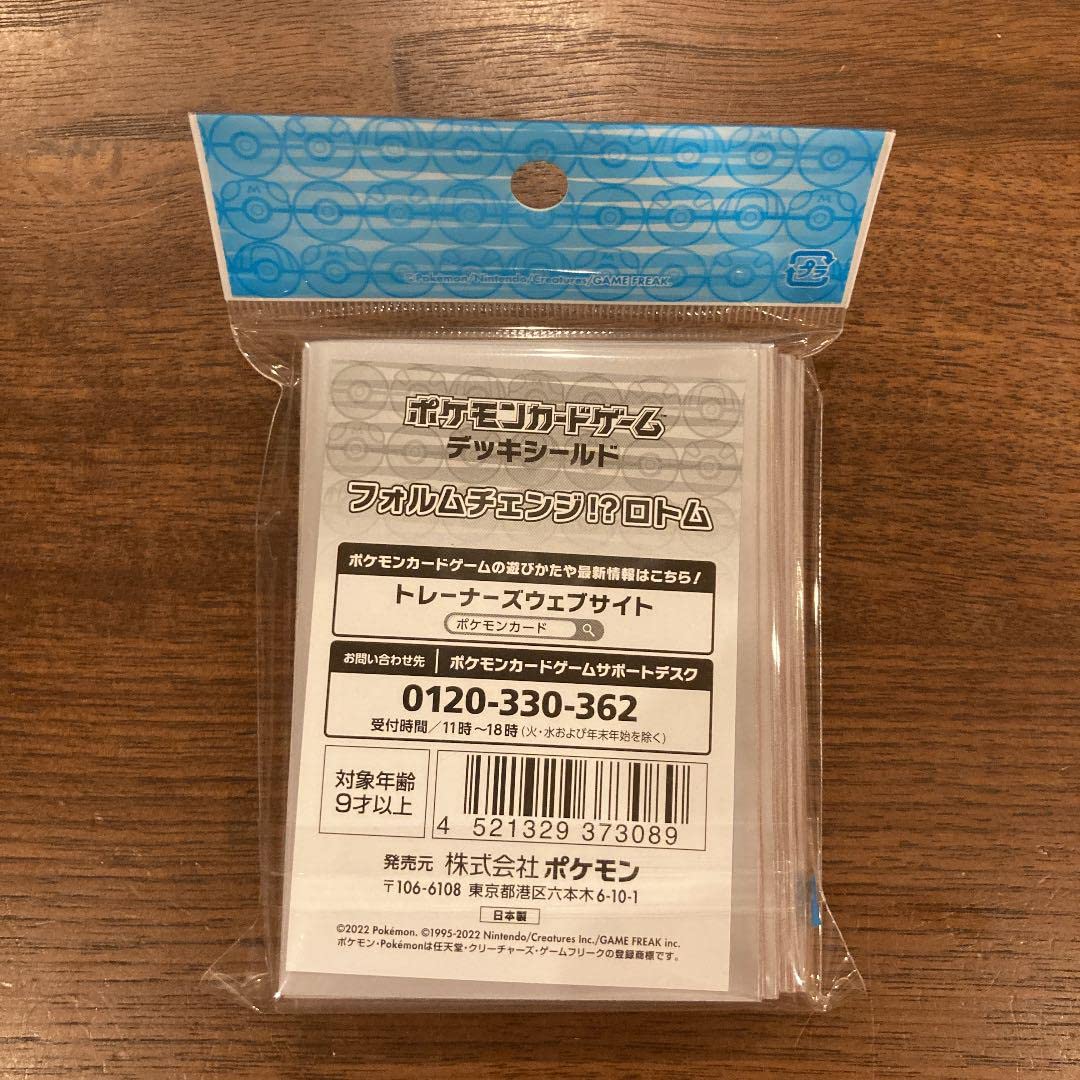 ©Pokémon/Nintendo/Creatures/GAME FREAK
プラ
ポケモンカードゲーム
デッキシールド
フォルムチェンジ!?ロトム
ポケモンカードゲームの遊びかたや最新情報はこちら!
トレーナーズウェブサイト
ポケモンカード
お問い合わせ先 ポケモンカードゲームサポートデスク
0120-330-362
受付時間/11時~18時(火・水および年末年始を除く)
対象年齢
9才以上
4 521329 373089
発売元 株式会社ポケモン
〒106-6108 東京都港区六本木6-10-1
日本製
©2022 Pokémon. ©1995-2022 Nintendo/Creatures Inc./GAME FREAK inc.
ポケモン・Pokémonは任天堂・クリーチャーズ・ゲームフリークの登録商標です。